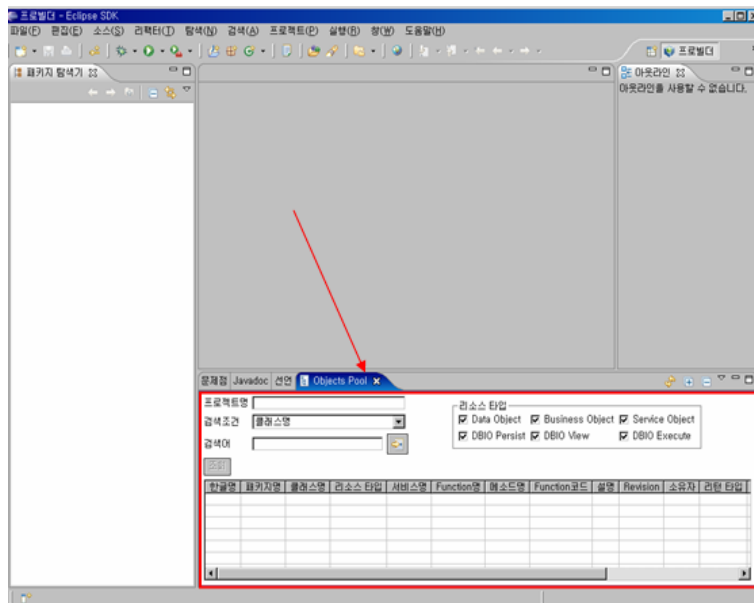 프로빌더 - Eclipse SDK
파일(F) 편집(E) 소스(S) 리팩터(T) 탐색(N) 검색(A) 프로젝트(P) 실행(R) 창(W) 도움말(H)
프로빌더
패키지 탐색기
아웃라인
아웃라인을 사용할 수 없습니다.
문제점 Javadoc 선언 Objects Pool
프로젝트명
검색조건 클래스명
검색어
조회
리소스 타입
Data Object Business Object Service Object
DBIO Persist DBIO View DBIO Execute
한글명 패키지명 클래스명 리소스 타입 서비스명 Function명 메소드명 Function코드 설명 Revision 소유자 리턴 타입